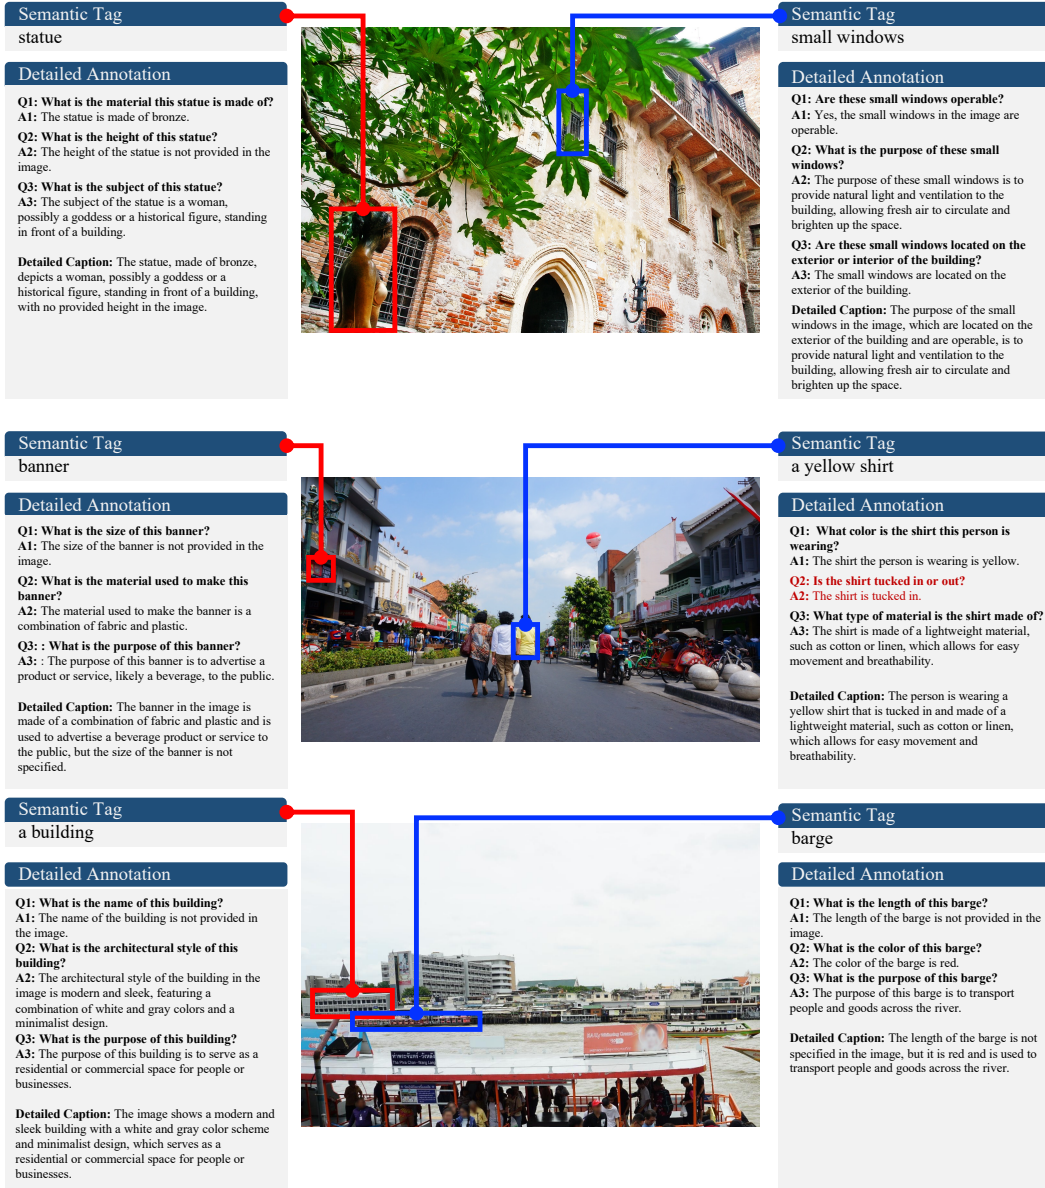 Semantic Tag
statue
Detailed Annotation
Q1: What is the material this statue is made of?
A1: The statue is made of bronze.
Q2: What is the height of this statue?
A2: The height of the statue is not provided in the
image.
Q3: What is the subject of this statue?
A3: The subject of the statue is a woman,
possibly a goddess or a historical figure, standing
in front of a building.
Detailed Caption: The statue, made of bronze,
depicts a woman, possibly a goddess or a
historical figure, standing in front of a building,
with no provided height in the image.
Semantic Tag
small windows
Detailed Annotation
Q1: Are these small windows operable?
A1: Yes, the small windows in the image are
operable.
Q2: What is the purpose of these small
windows?
A2: The purpose of these small windows is to
provide natural light and ventilation to the
building, allowing fresh air to circulate and
brighten up the space.
Q3: Are these small windows located on the
exterior or interior of the building?
A3: The small windows are located on the
exterior of the building.
Detailed Caption: The purpose of the small
windows in the image, which are located on the
exterior of the building and are operable, is to
provide natural light and ventilation to the
building, allowing fresh air to circulate and
brighten up the space.
Semantic Tag
banner
Detailed Annotation
Q1: What is the size of this banner?
A1: The size of the banner is not provided in the
image.
Q2: What is the material used to make this
banner?
A2: The material used to make the banner is a
combination of fabric and plastic.
Q3: : What is the purpose of this banner?
A3: : The purpose of this banner is to advertise a
product or service, likely a beverage, to the public.
Detailed Caption: The banner in the image is
made of a combination of fabric and plastic and is
used to advertise a beverage product or service to
the public, but the size of the banner is not
specified.
Semantic Tag
a yellow shirt
Detailed Annotation
Q1: What color is the shirt this person is
wearing?
A1: The shirt the person is wearing is yellow.
Q2: Is the shirt tucked in or out?
A2: The shirt is tucked in.
Q3: What type of material is the shirt made of?
A3: The shirt is made of a lightweight material,
such as cotton or linen, which allows for easy
movement and breathability.
Detailed Caption: The person is wearing a
yellow shirt that is tucked in and made of a
lightweight material, such as cotton or linen,
which allows for easy movement and
breathability.
Semantic Tag
a building
Detailed Annotation
Q1: What is the name of this building?
A1: The name of the building is not provided in
the image.
Q2: What is the architectural style of this
building?
A2: The architectural style of the building in the
image is modern and sleek, featuring a
combination of white and gray colors and a
minimalist design.
Q3: What is the purpose of this building?
A3: The purpose of this building is to serve as a
residential or commercial space for people or
businesses.
Detailed Caption: The image shows a modern and
sleek building with a white and gray color scheme
and minimalist design, which serves as a
residential or commercial space for people or
businesses.
Semantic Tag
barge
Detailed Annotation
Q1: What is the length of this barge?
A1: The length of the barge is not provided in the
image.
Q2: What is the color of this barge?
A2: The color of the barge is red.
Q3: What is the purpose of this barge?
A3: The purpose of this barge is to transport
people and goods across the river.
Detailed Caption: The length of the barge is not
specified in the image, but it is red and is used to
transport people and goods across the river.